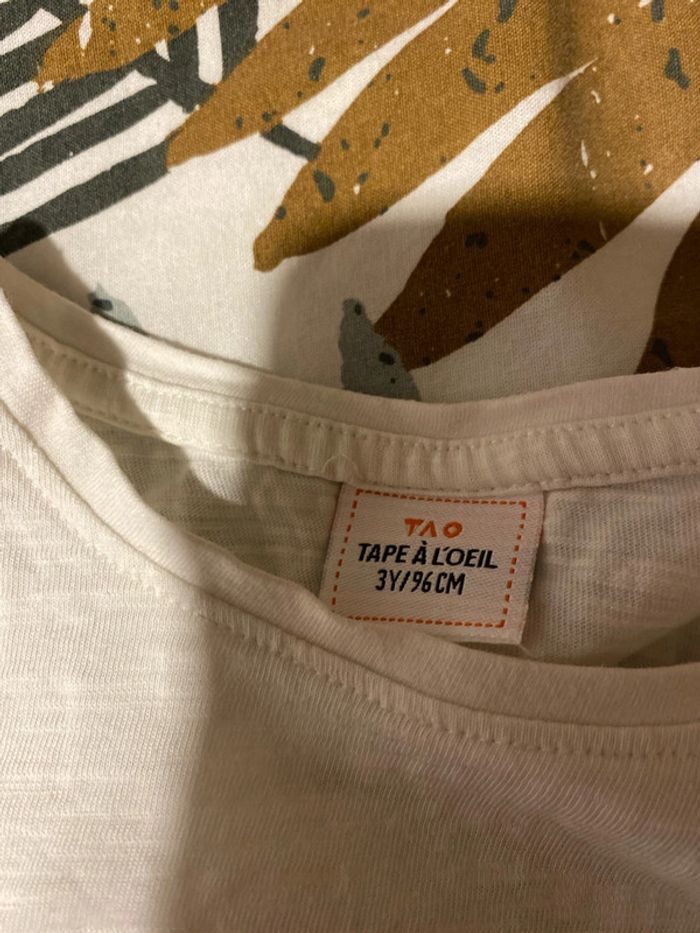 TAO
TAPE À L'OEIL
3Y/96CM